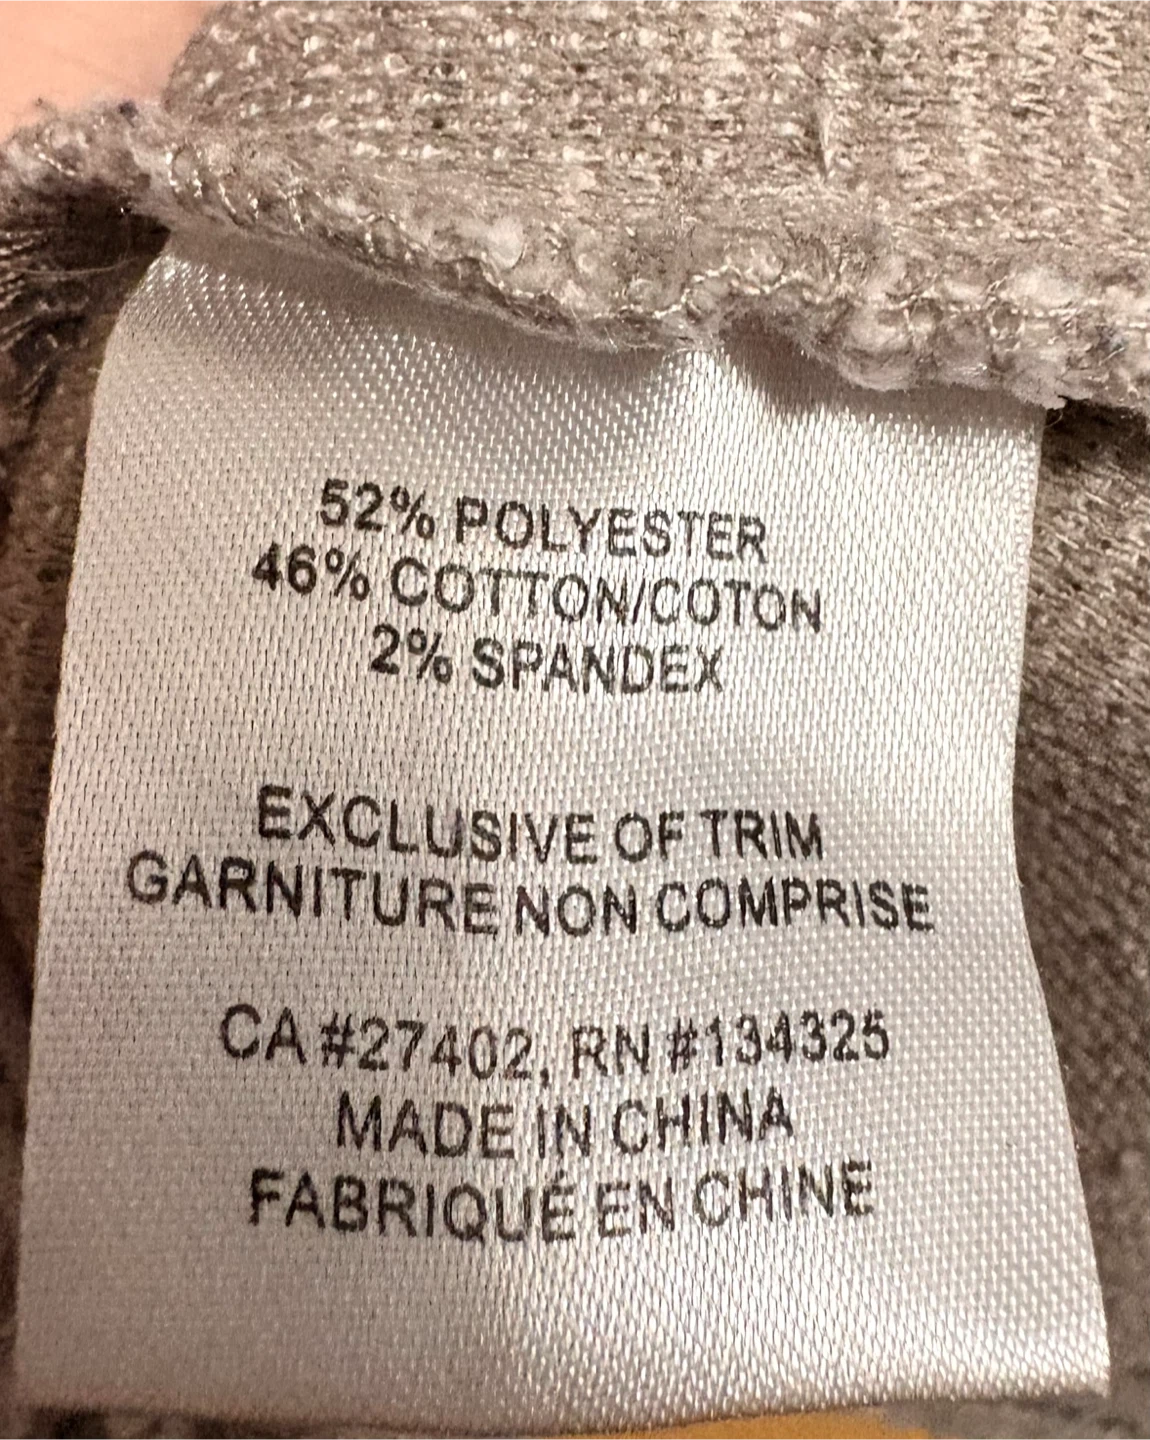 52% POLYESTER
46% COTTON/COTON
2% SPANDEX
EXCLUSIVE OF TRIM
GARNITURE NON COMPRISE
CA #27402, RN #134325
MADE IN CHINA
FABRIQUÉ EN CHINE